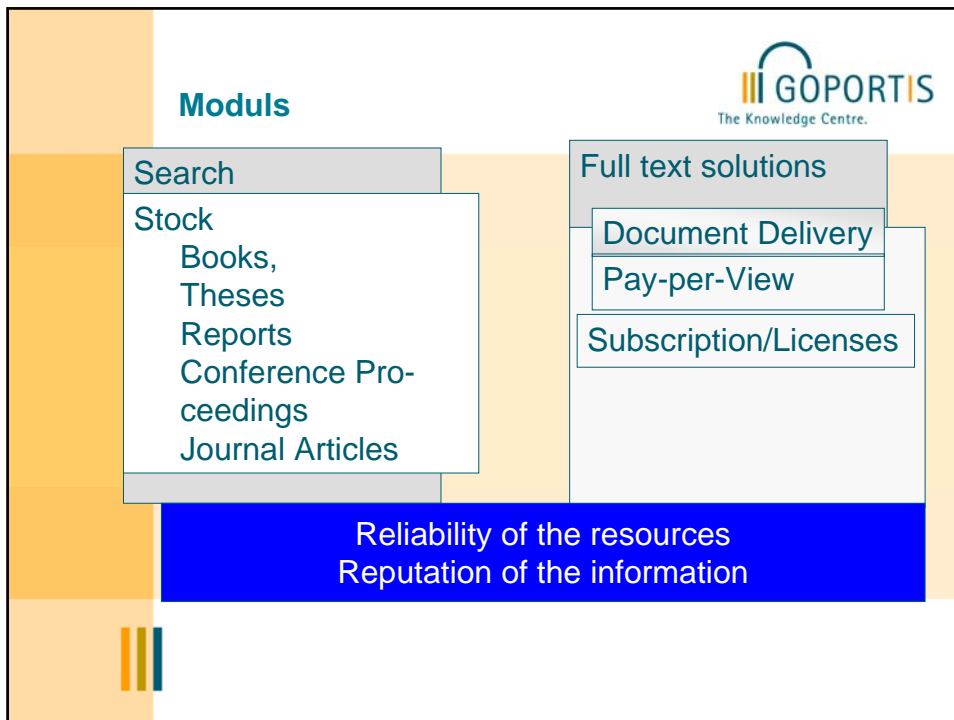 Moduls
GOPORTIS
The Knowledge Centre.
Search
Stock
Books,
Theses
Reports
Conference Pro-
ceedings
Journal Articles
Full text solutions
Document Delivery
Pay-per-View
Subscription/Licenses
Reliability of the resources
Reputation of the information